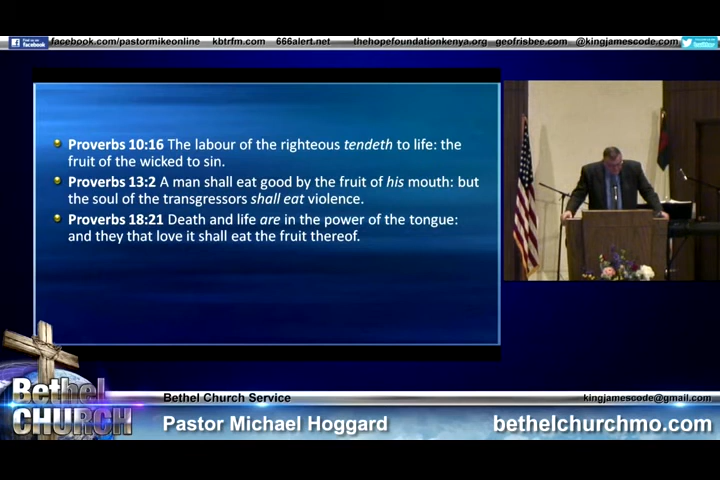 Find us on
facebook
facebook.com/pastormikeonline kbtrfm.com 666alert.net thehopefoundationkenya.org geofrisbee.com @kingjamescode.com
Proverbs 10:16 The labour of the righteous tendeth to life: the
fruit of the wicked to sin.
Proverbs 13:2 A man shall eat good by the fruit of his mouth: but
the soul of the transgressors shall eat violence.
Proverbs 18:21 Death and life are in the power of the tongue:
and they that love it shall eat the fruit thereof.
Bethel
CHURCH
Bethel Church Service
kingjamescode@gmail.com
Pastor Michael Hoggard
bethelchurchmo.com